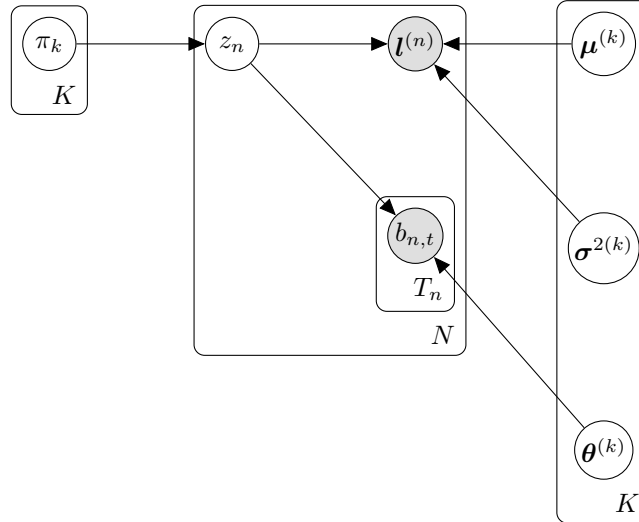 π_k z_n l^{(n)} μ^{(k)}
K
b_{n,t} σ^{2(k)}
T_n
N
θ^{(k)}
K